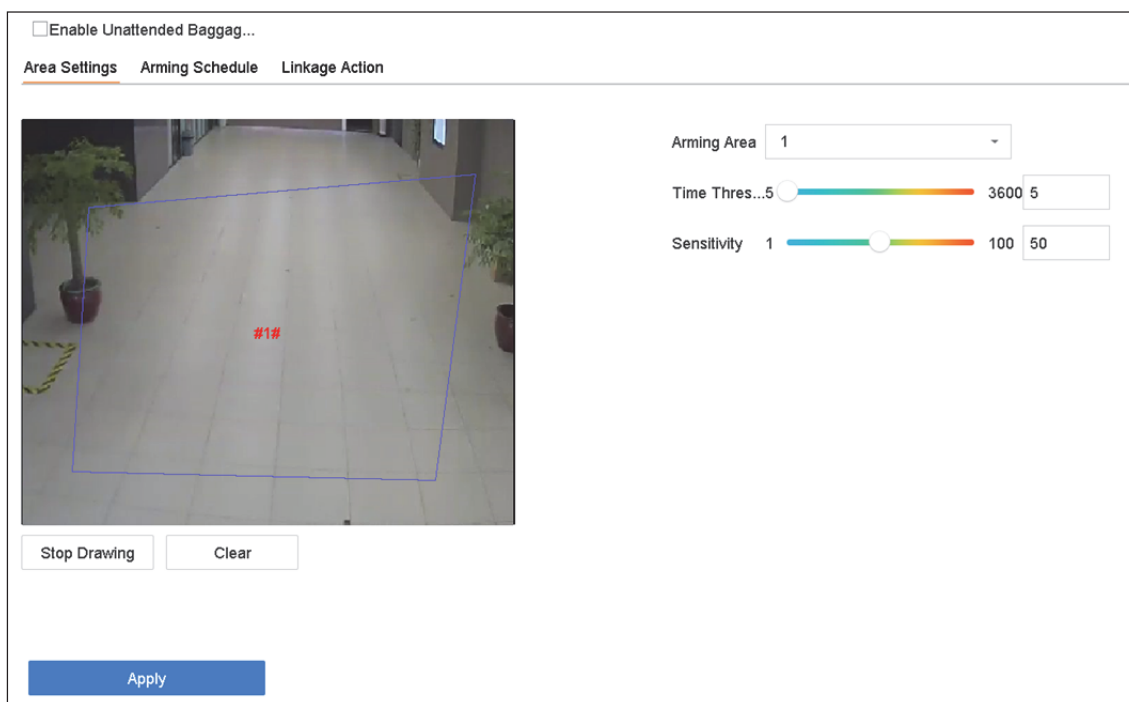 Enable Unattended Baggag...
Area Settings Arming Schedule Linkage Action
Arming Area 1
Time Thres...5 3600 5
Sensitivity 1 100 50
#1#
Stop Drawing Clear
Apply